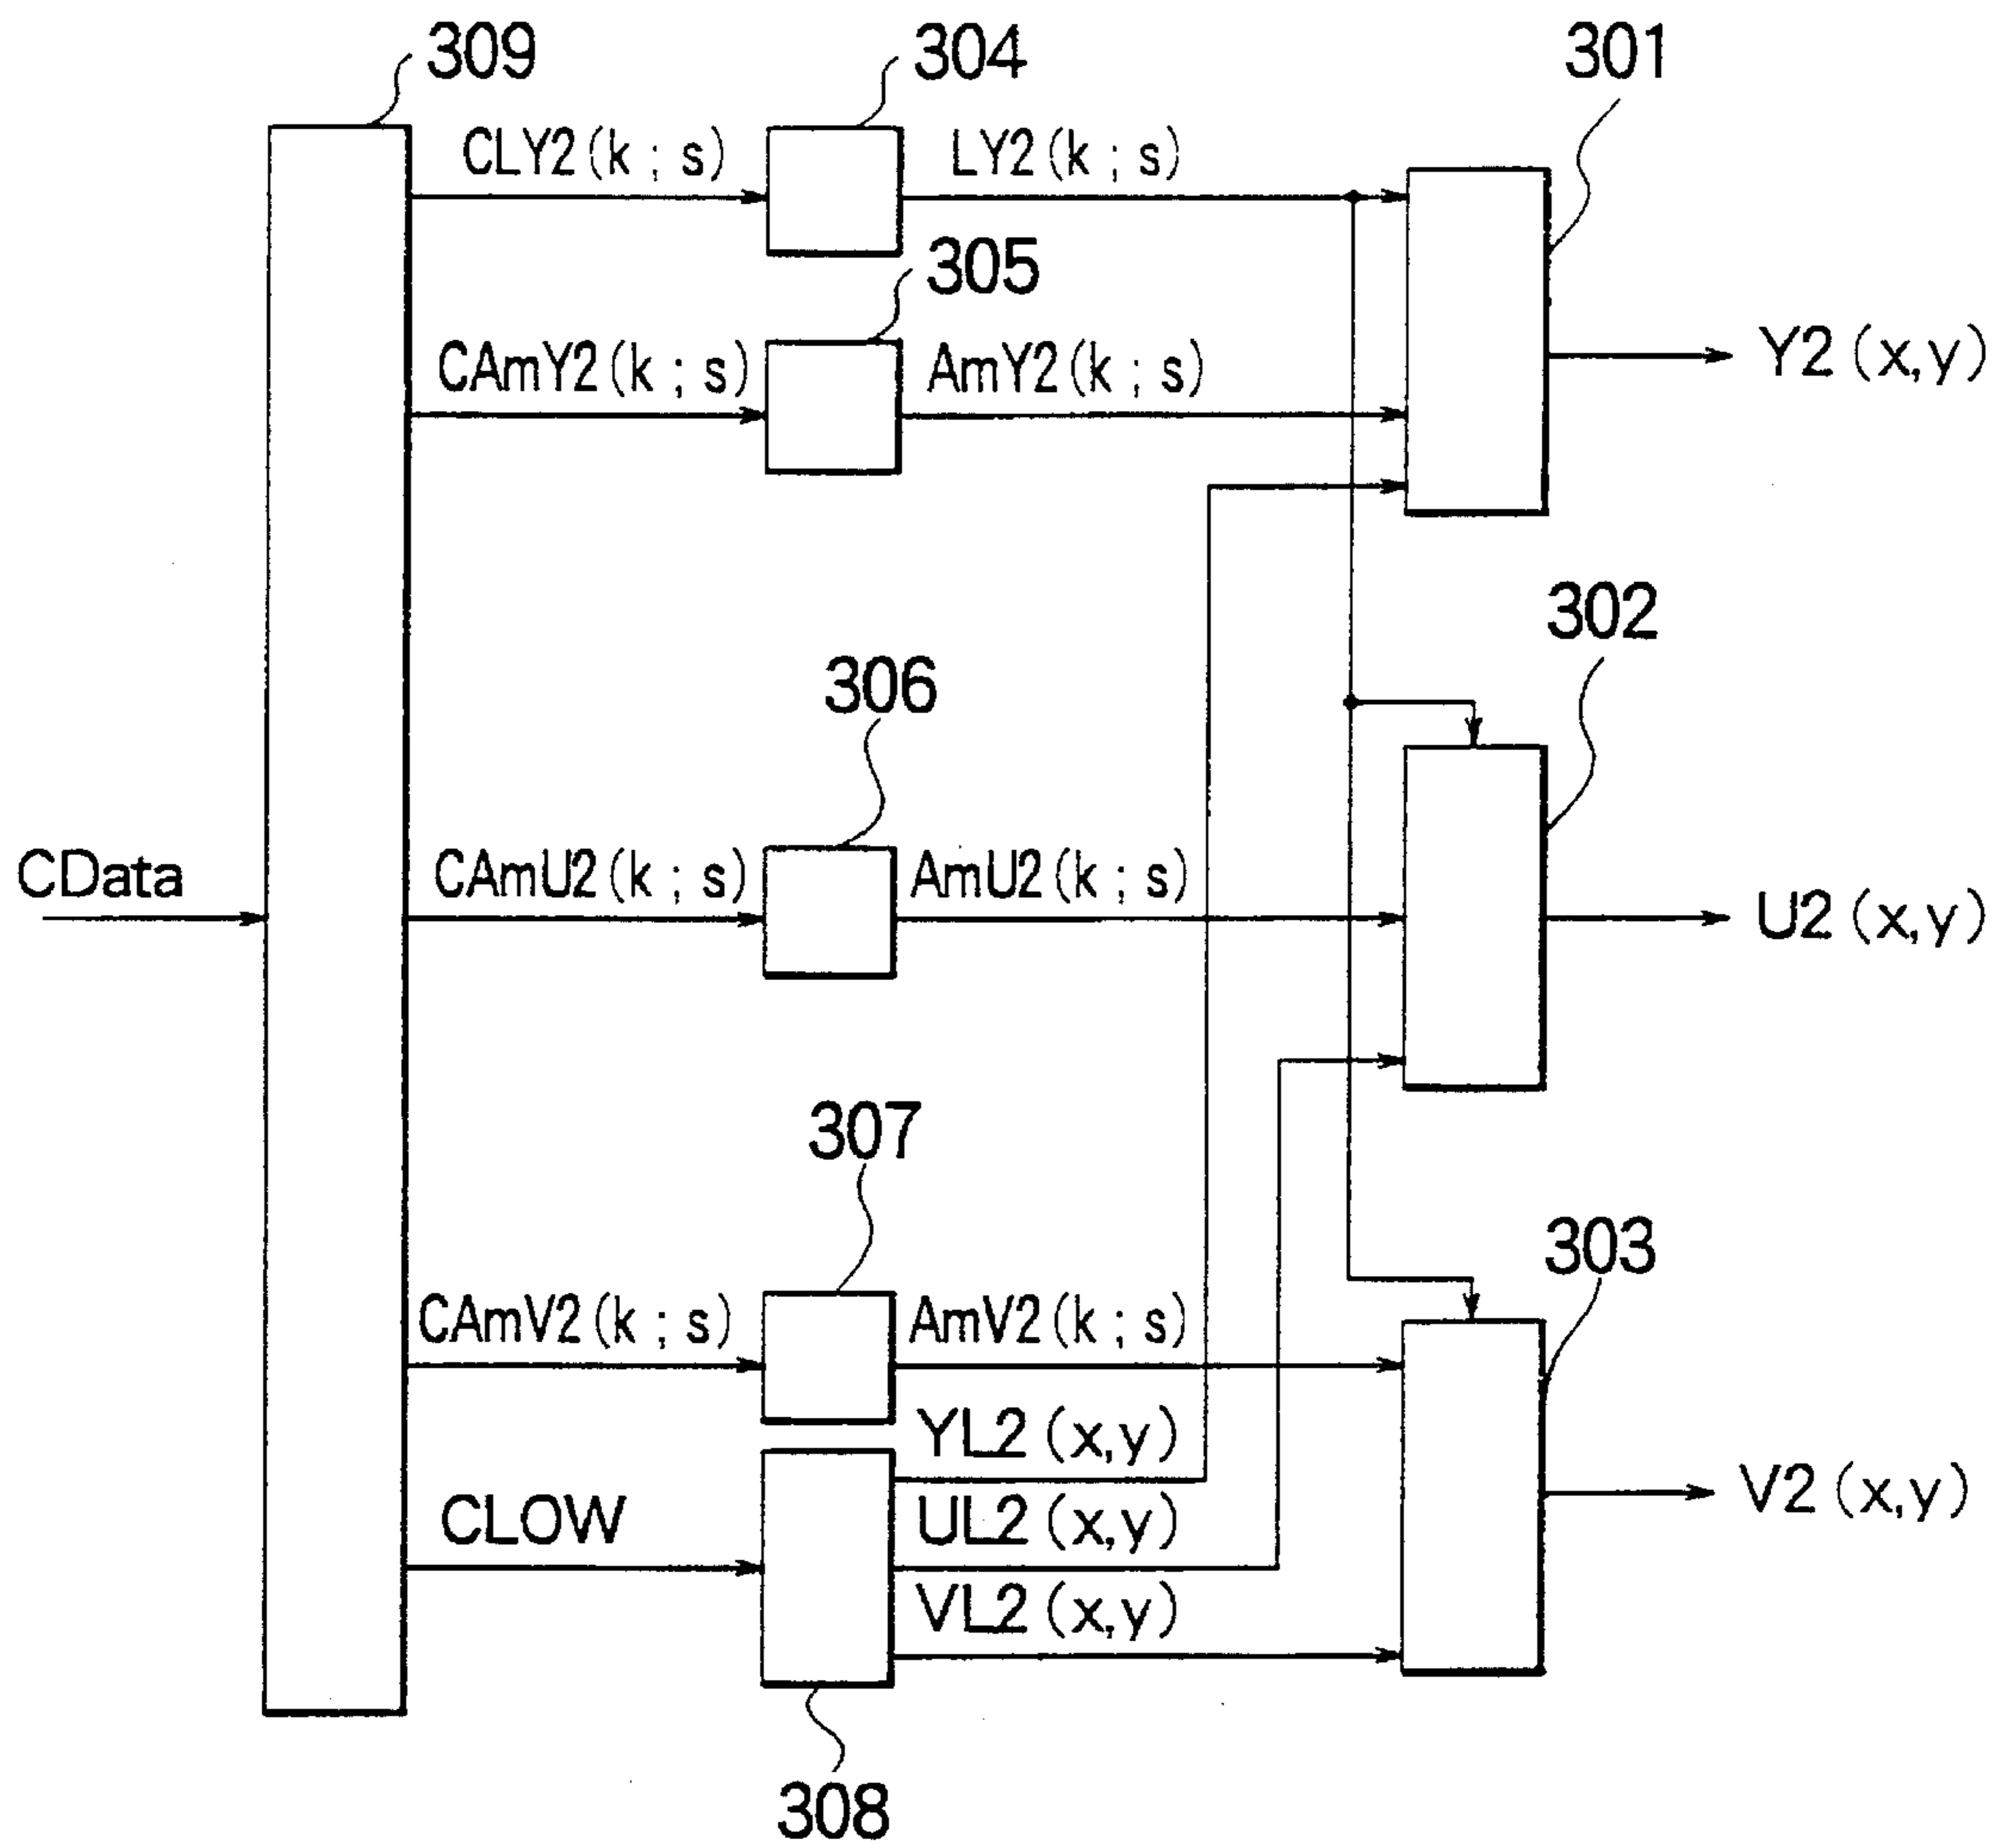 309
304
301
CLY2(k ; s)
LY2(k ; s)
305
CAmY2(k ; s)
AmY2(k ; s)
Y2 (x,y)
302
306
CData
CAmU2(k ; s)
AmU2(k ; s)
U2 (x,y)
307
303
CAmV2(k ; s)
AmV2(k ; s)
YL2 (x,y)
V2 (x,y)
CLOW
UL2 (x,y)
VL2 (x,y)
308